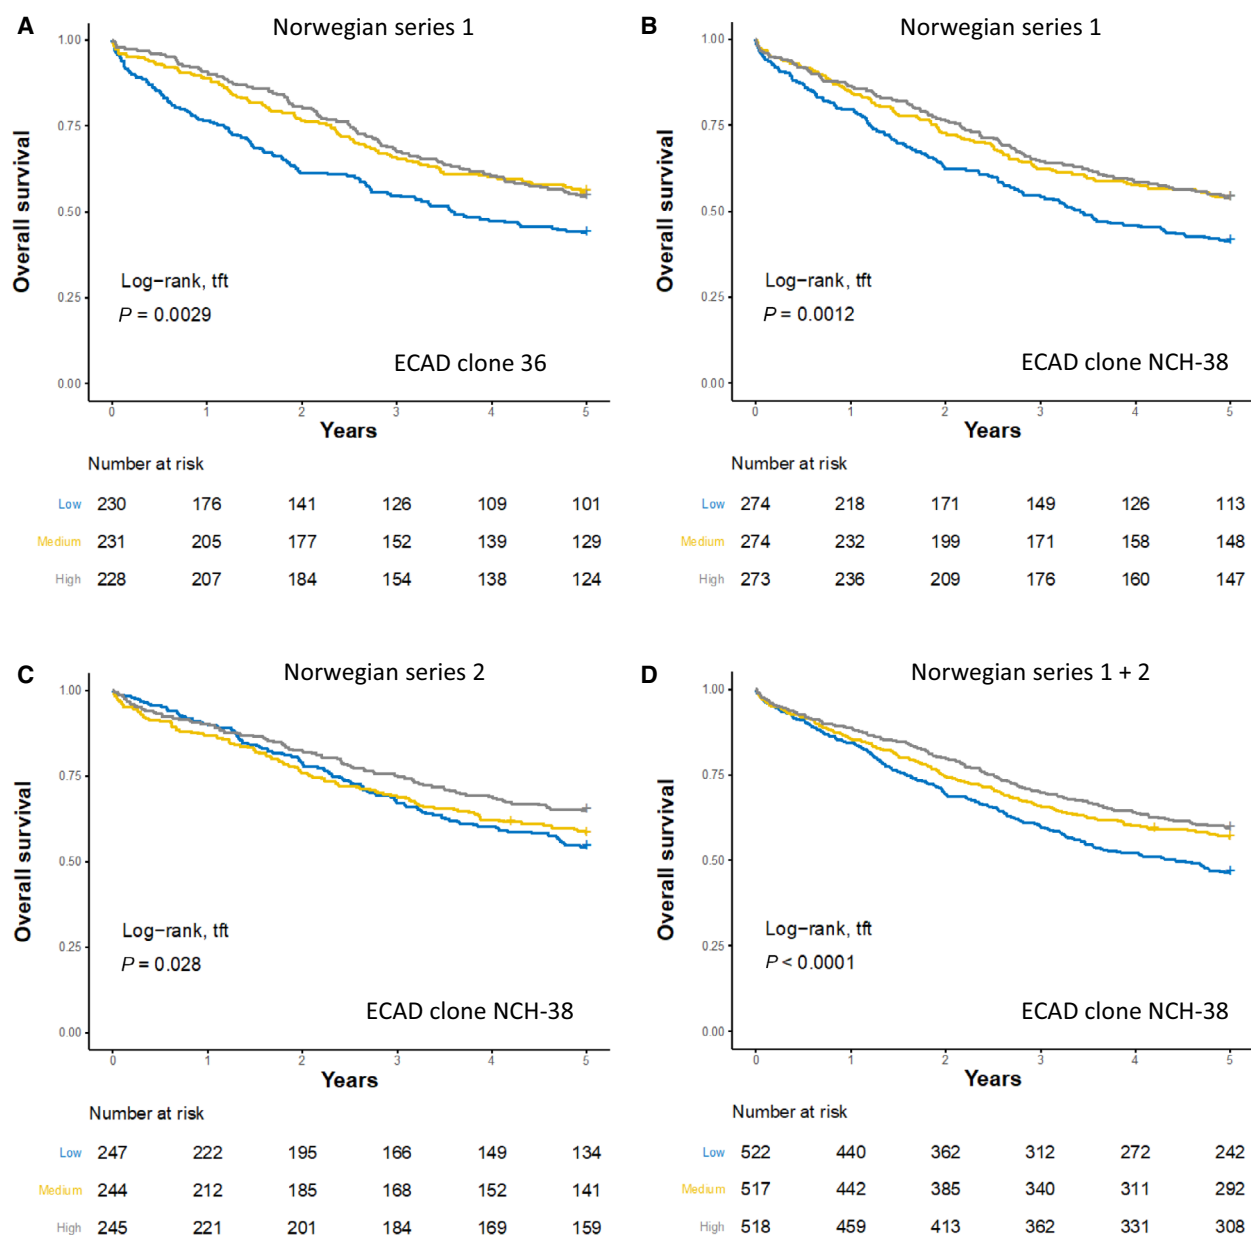 A
Norwegian series 1
1.00
0.75
0.50
0.25
0.00
Overall survival
Log-rank, tft
P = 0.0029
ECAD clone 36
0 1 2 3 4 5
Years
Number at risk
Low 230 176 141 126 109 101
Medium 231 205 177 152 139 129
High 228 207 184 154 138 124
B
Norwegian series 1
1.00
0.75
0.50
0.25
0.00
Overall survival
Log-rank, tft
P = 0.0012
ECAD clone NCH-38
0 1 2 3 4 5
Years
Number at risk
Low 274 218 171 149 126 113
Medium 274 232 199 171 158 148
High 273 236 209 176 160 147
C
Norwegian series 2
1.00
0.75
0.50
0.25
0.00
Overall survival
Log-rank, tft
P = 0.028
ECAD clone NCH-38
0 1 2 3 4 5
Years
Number at risk
Low 247 222 195 166 149 134
Medium 244 212 185 168 152 141
High 245 221 201 184 169 159
D
Norwegian series 1 + 2
1.00
0.75
0.50
0.25
0.00
Overall survival
Log-rank, tft
P < 0.0001
ECAD clone NCH-38
0 1 2 3 4 5
Years
Number at risk
Low 522 440 362 312 272 242
Medium 517 442 385 340 311 292
High 518 459 413 362 331 308